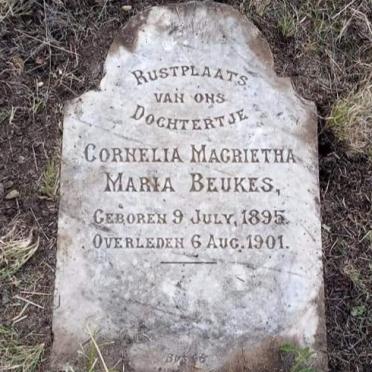 RUSTPLAATS
VAN ONS
DOCHTERTJE
CORNELIA MAGRIETHA
MARIA BEUKES,
GEBOREN 9 JULY, 1895.
OVERLEDEN 6 AUG. 1901.